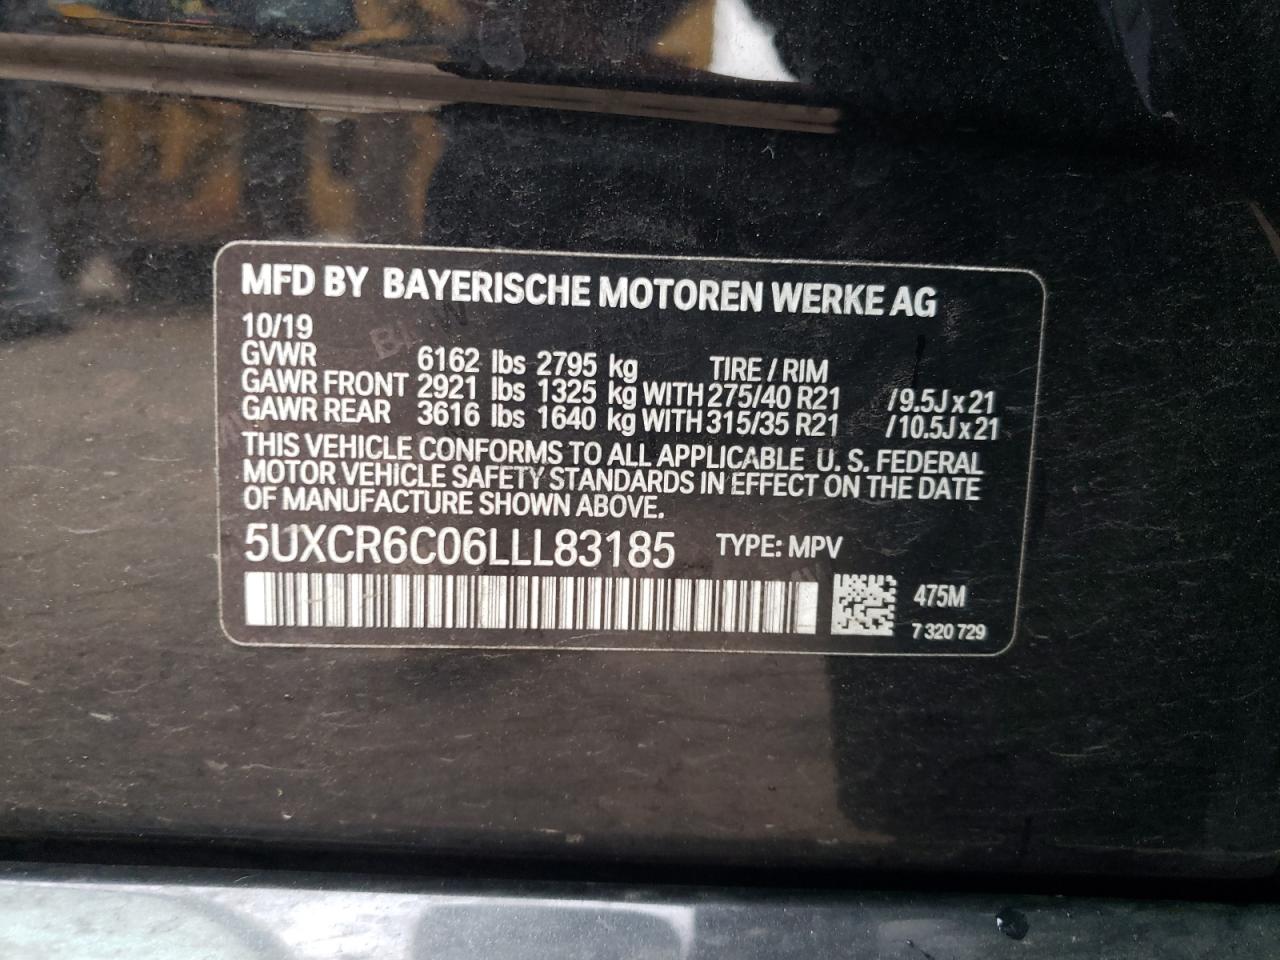 MFD BY BAYERISCHE MOTOREN WERKE AG
10/19
GVWR 6162 lbs 2795 kg TIRE / RIM
GAWR FRONT 2921 lbs 1325 kg WITH 275/40 R21 /9.5J x 21
GAWR REAR 3616 lbs 1640 kg WITH 315/35 R21 /10.5J x 21
THIS VEHICLE CONFORMS TO ALL APPLICABLE U. S. FEDERAL
MOTOR VEHICLE SAFETY STANDARDS IN EFFECT ON THE DATE
OF MANUFACTURE SHOWN ABOVE.
5UXCR6C06LLL83185 TYPE: MPV
475M
7 320 729